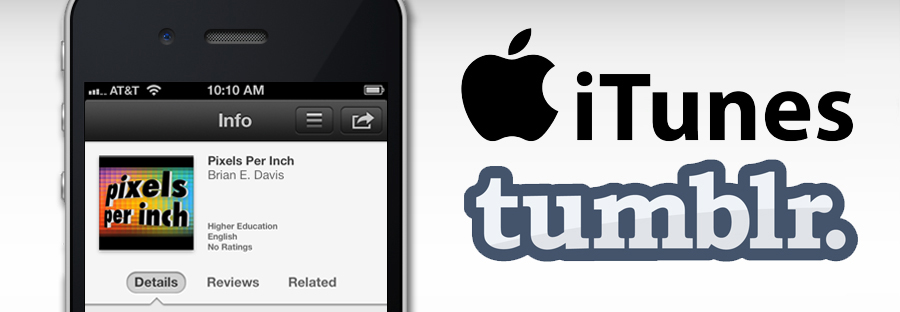 AT&T 10:10 AM
Info
pixels
per inch
Pixels Per Inch
Brian E. Davis
Higher Education
English
No Ratings
Details Reviews Related
iTunes
tumblr.